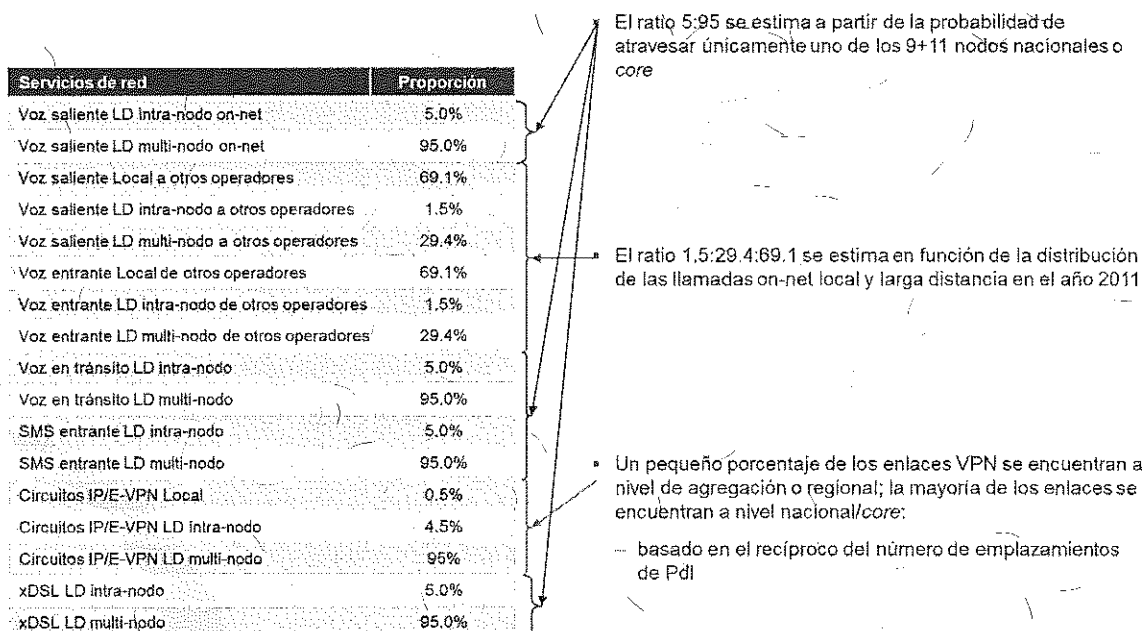 Servicios de red Proporción
Voz saliente LD intra-nodo on-net 5.0%
Voz saliente LD multi-nodo on-net 95.0%
Voz saliente Local a otros operadores 69.1%
Voz saliente LD intra-nodo a otros operadores 1.5%
Voz saliente LD multi-nodo a otros operadores 29.4%
Voz entrante Local de otros operadores 69.1%
Voz entrante LD intra-nodo de otros operadores 1.5%
Voz entrante LD multi-nodo de otros operadores 29.4%
Voz en tránsito LD intra-nodo 5.0%
Voz en tránsito LD multi-nodo 95.0%
SMS entrante LD intra-nodo 5.0%
SMS entrante LD multi-nodo 95.0%
Circuitos IP/E-VPN Local 0.5%
Circuitos IP/E-VPN LD intra-nodo 4.5%
Circuitos IP/E-VPN LD multi-nodo 95%
xDSL LD intra-nodo 5.0%
xDSL LD multi-nodo 95.0%
▪ El ratio 5:95 se estima a partir de la probabilidad de
atravesar únicamente uno de los 9+11 nodos nacionales o
core
▪ El ratio 1.5:29.4:69.1 se estima en función de la distribución
de las llamadas on-net local y larga distancia en el año 2011
▪ Un pequeño porcentaje de los enlaces VPN se encuentran a
nivel de agregación o regional; la mayoría de los enlaces se
encuentran a nivel nacional/core:
– basado en el recíproco del número de emplazamientos
de PdI